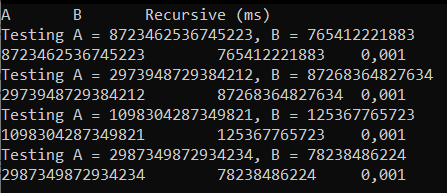 A B Recursive (ms)
Testing A = 8723462536745223, B = 765412221883
8723462536745223 765412221883 0,001
Testing A = 2973948729384212, B = 87268364827634
2973948729384212 87268364827634 0,001
Testing A = 1098304287349821, B = 125367765723
1098304287349821 125367765723 0,001
Testing A = 2987349872934234, B = 78238486224
2987349872934234 78238486224 0,001